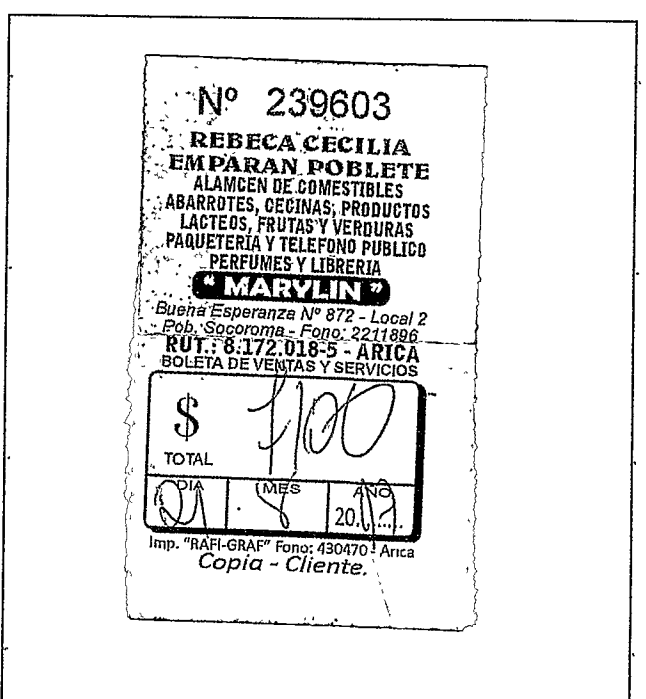 Nº 239603
REBECA CECILIA
EMPARAN POBLETE
ALAMCEN DE COMESTIBLES
ABARROTES, CECINAS, PRODUCTOS
LACTEOS, FRUTAS Y VERDURAS
PAQUETERIA Y TELEFONO PUBLICO
PERFUMES Y LIBRERIA
“ MARYLIN ”
Buena Esperanza Nº 872 - Local 2
Pob. Socoroma - Fono: 2211896
RUT.: 8.172.018-5 - ARICA
BOLETA DE VENTAS Y SERVICIOS
$
TOTAL
DIA MES AÑO
21 8 20
Imp. "RAFI-GRAF" Fono: 430470 - Arica
Copia - Cliente.